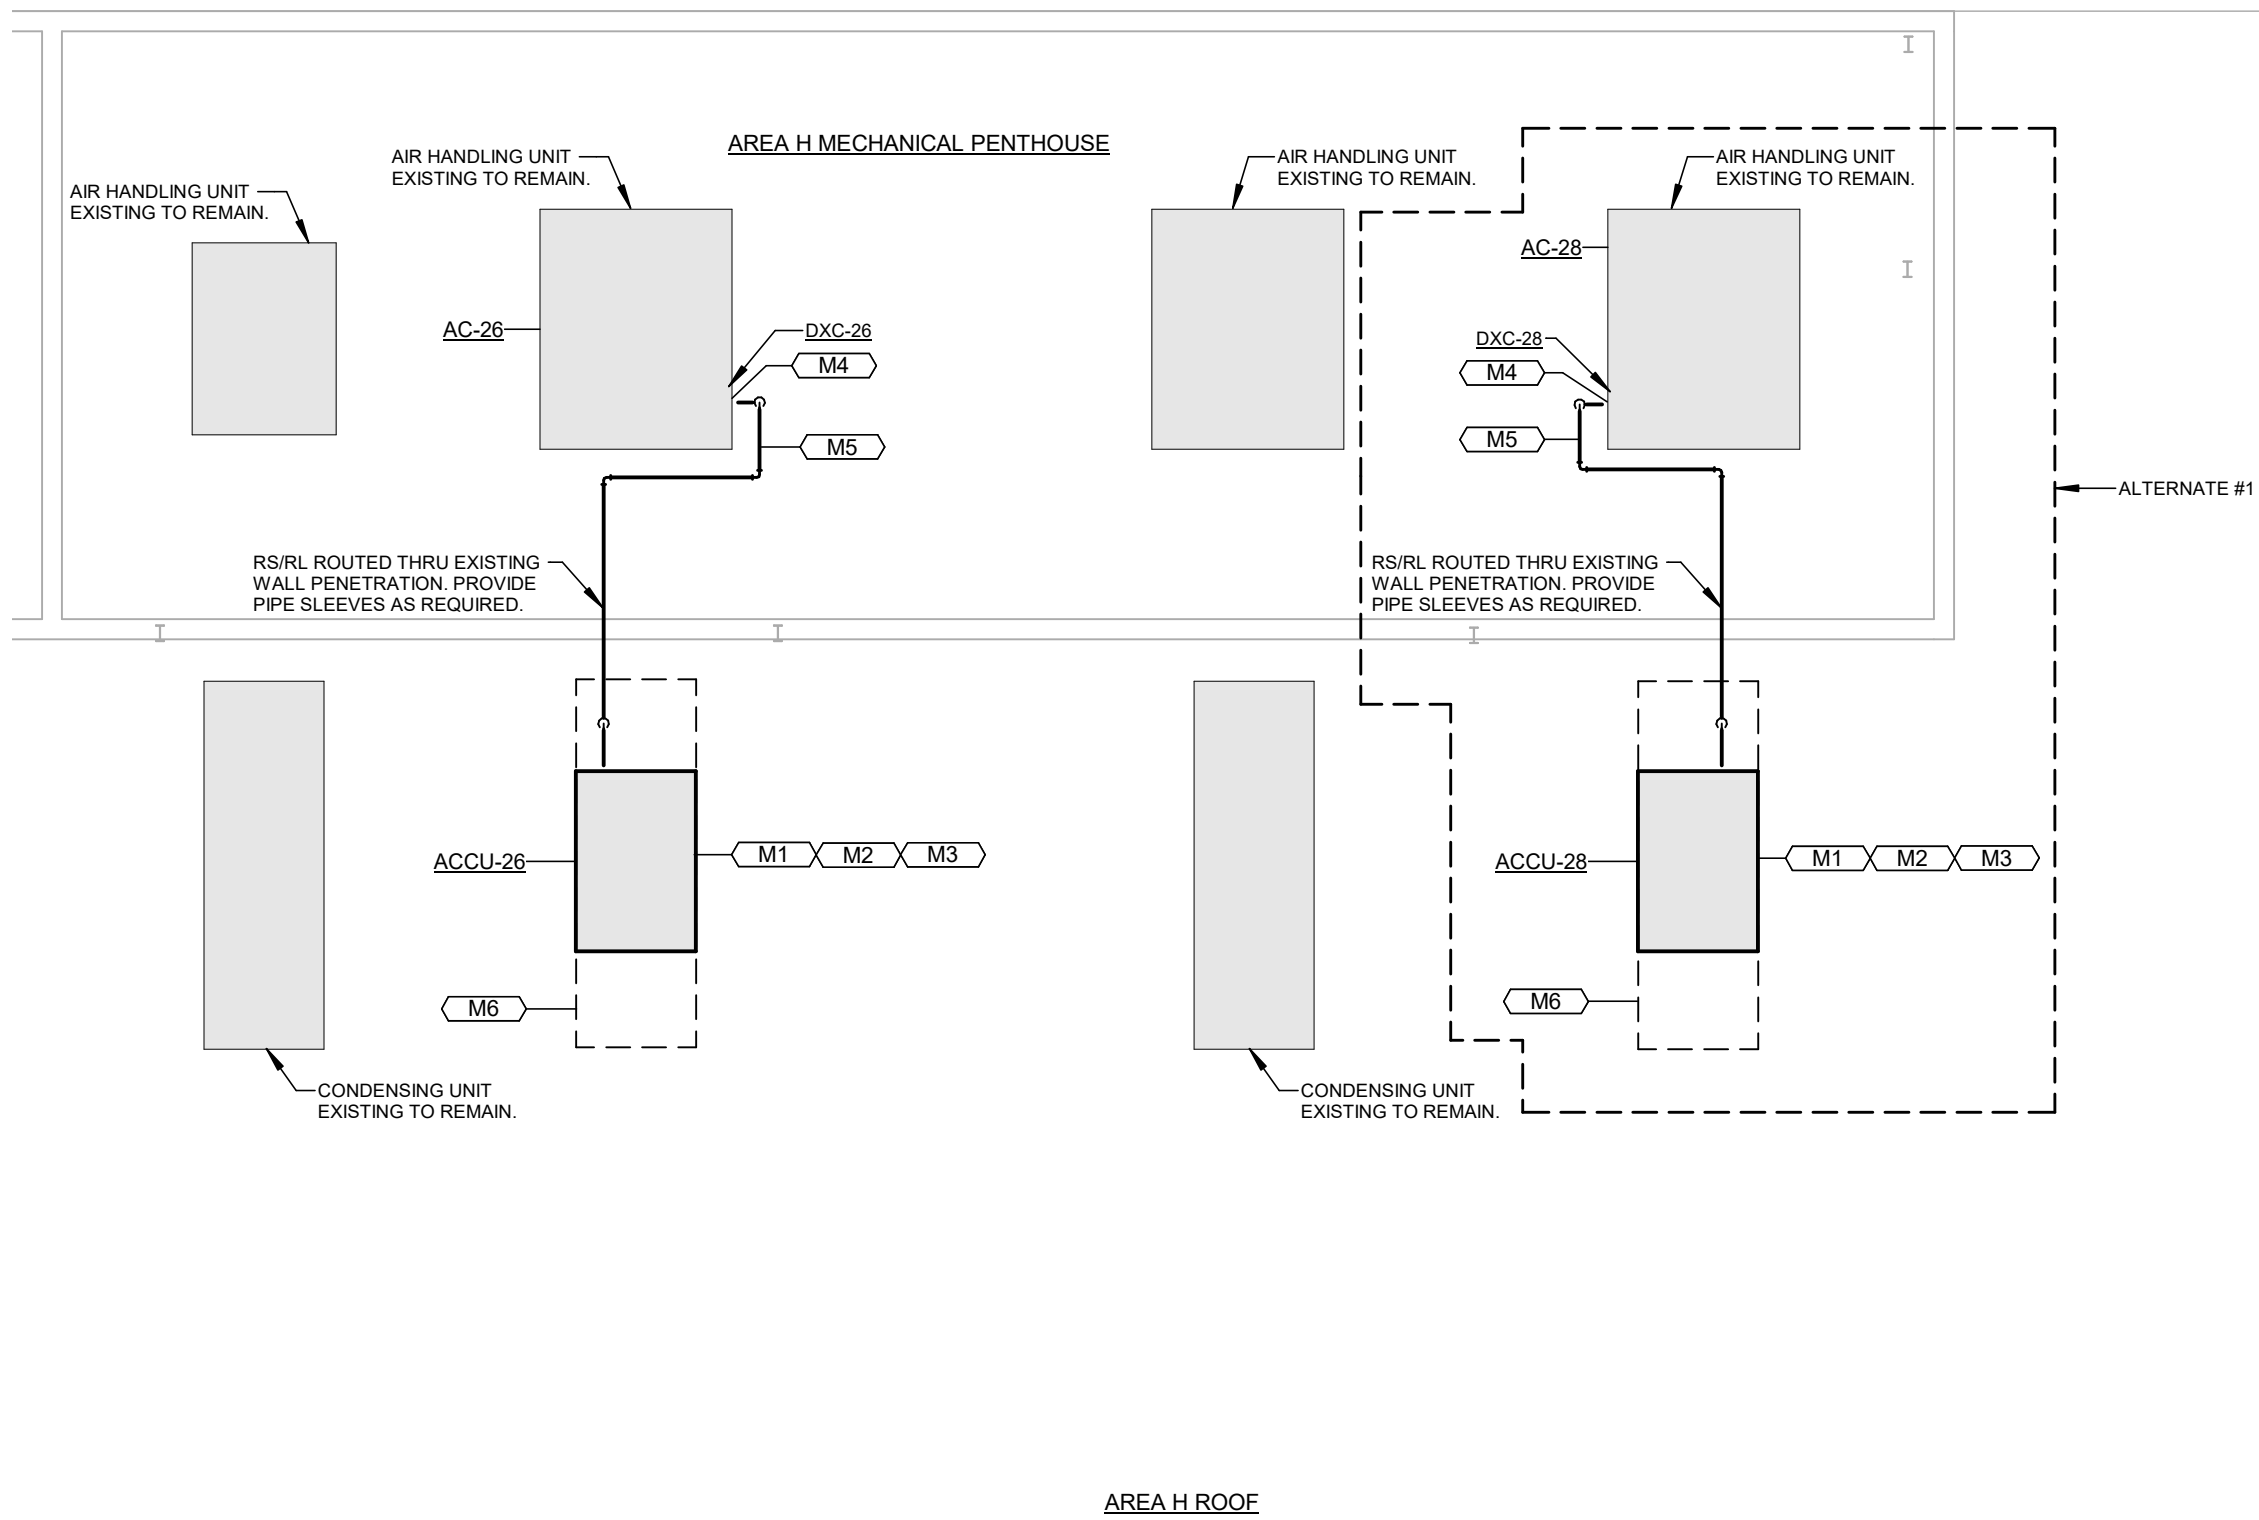 AREA H MECHANICAL PENTHOUSE
AIR HANDLING UNIT
EXISTING TO REMAIN.
AIR HANDLING UNIT
EXISTING TO REMAIN.
AIR HANDLING UNIT
EXISTING TO REMAIN.
AIR HANDLING UNIT
EXISTING TO REMAIN.
AC-26
DXC-26
M4
M5
AC-28
DXC-28
M4
M5
ALTERNATE #1
RS/RL ROUTED THRU EXISTING
WALL PENETRATION. PROVIDE
PIPE SLEEVES AS REQUIRED.
RS/RL ROUTED THRU EXISTING
WALL PENETRATION. PROVIDE
PIPE SLEEVES AS REQUIRED.
ACCU-26
M1 M2 M3
ACCU-28
M1 M2 M3
M6
M6
CONDENSING UNIT
EXISTING TO REMAIN.
CONDENSING UNIT
EXISTING TO REMAIN.
AREA H ROOF